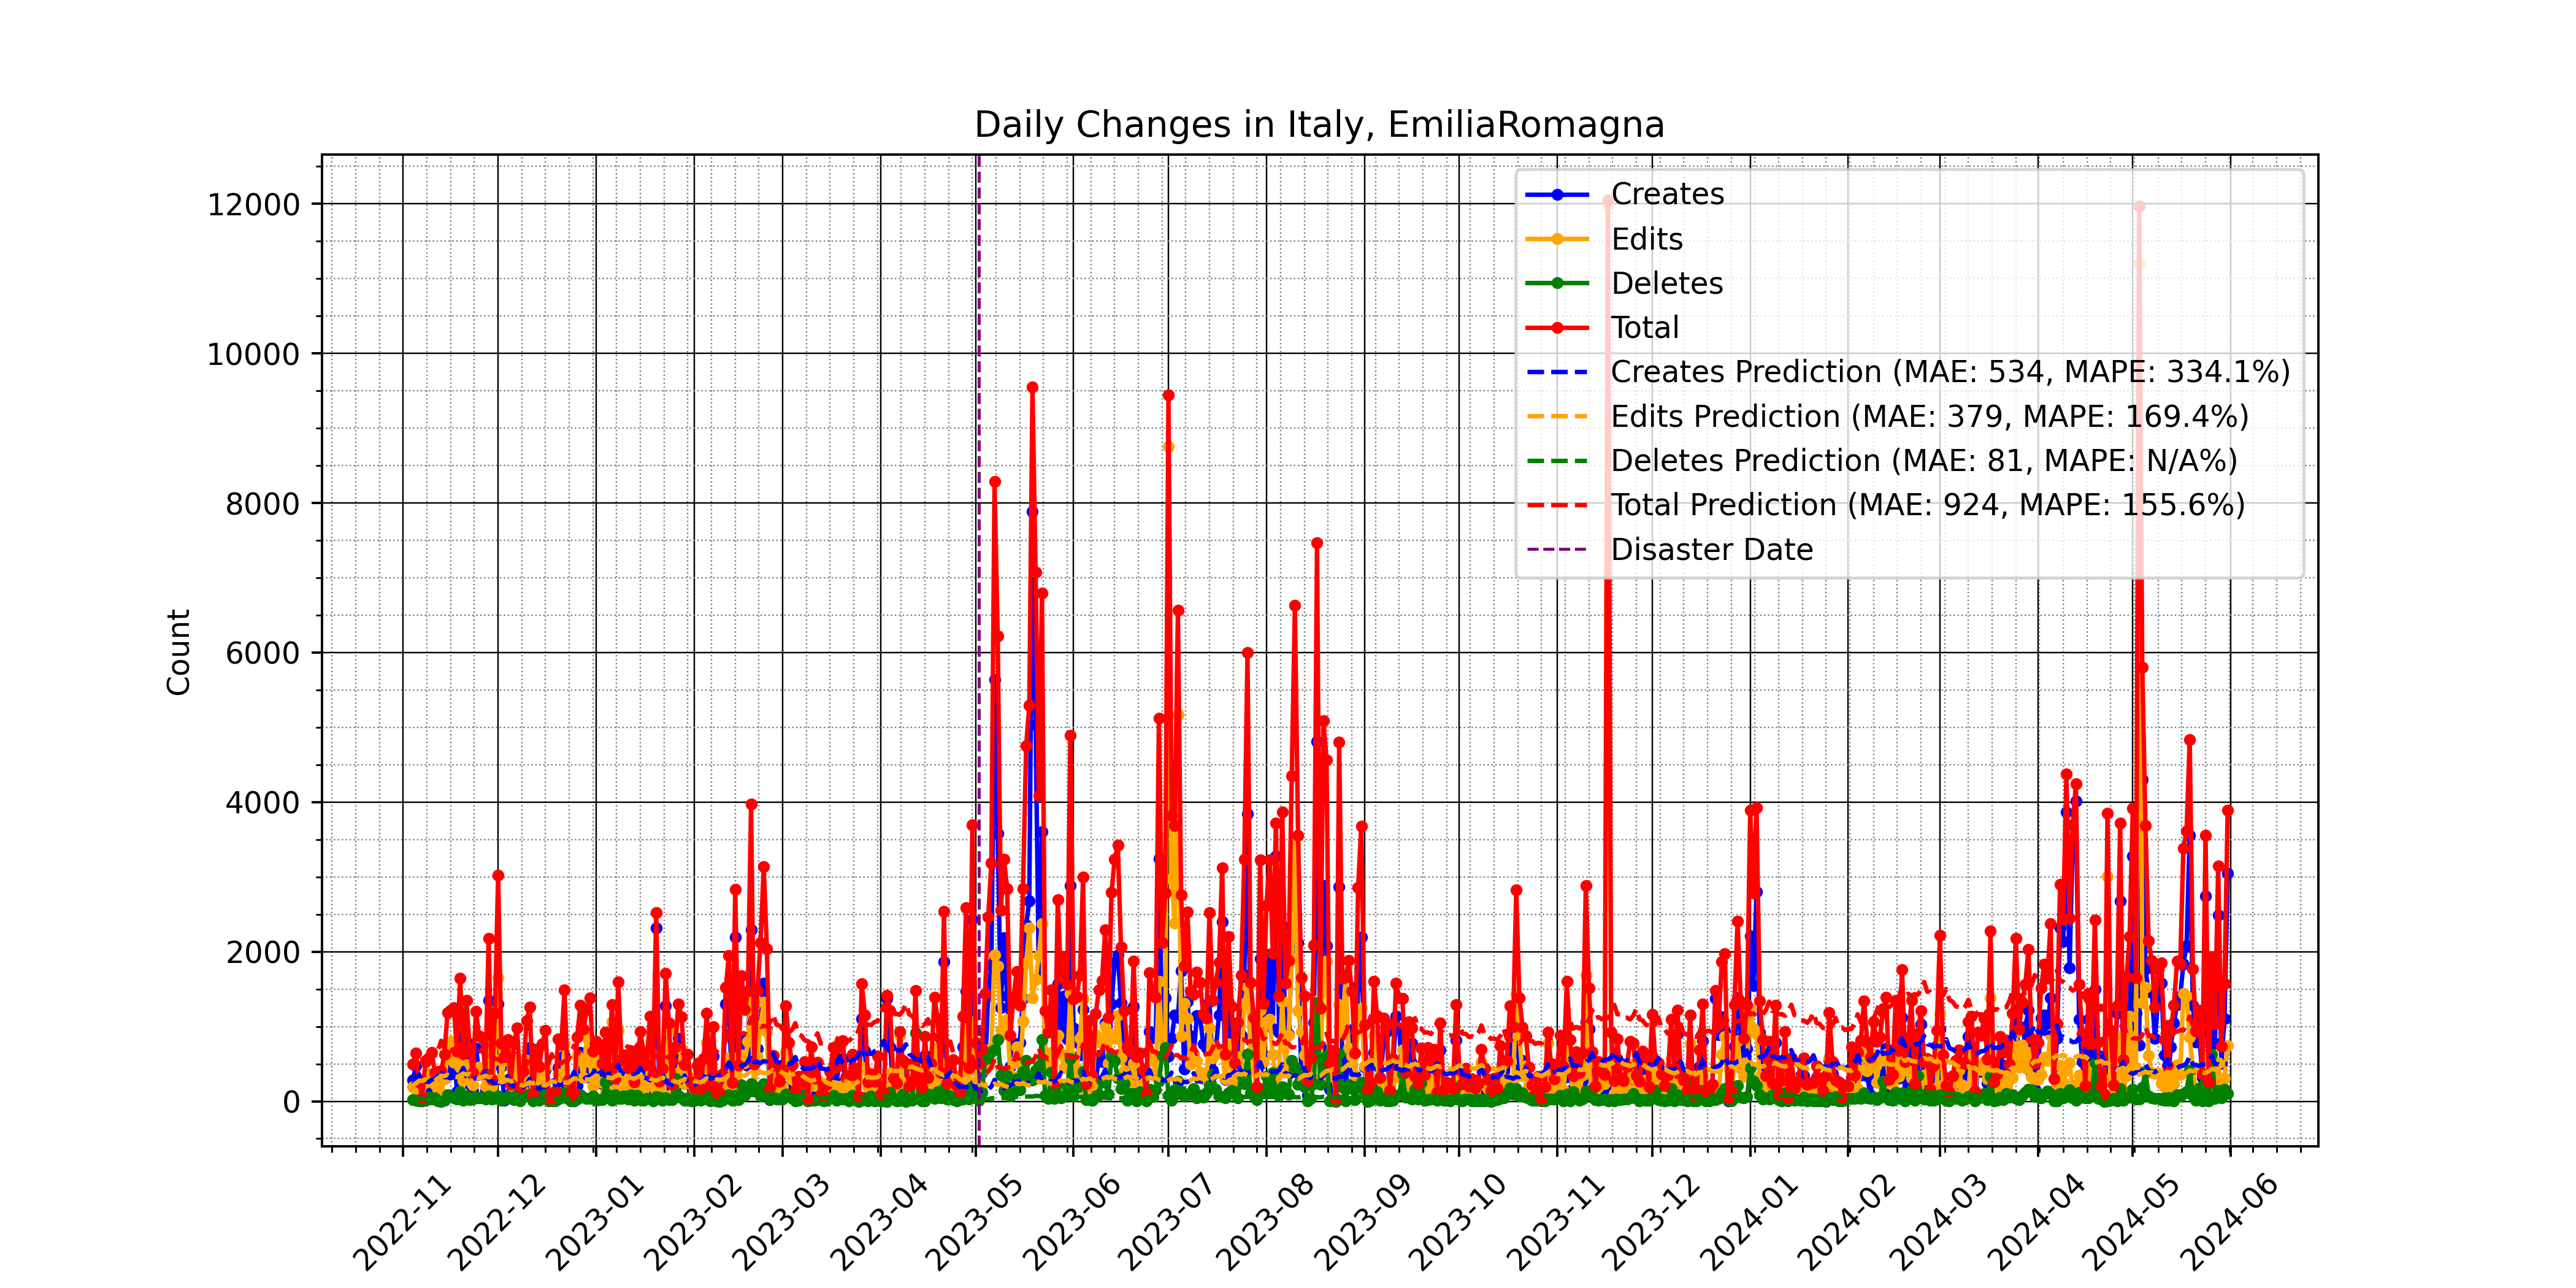 Daily Changes in Italy, EmiliaRomagna
12000
10000
8000
6000
4000
2000
0
Count
Creates
Edits
Deletes
Total
Creates Prediction (MAE: 534, MAPE: 334.1%)
Edits Prediction (MAE: 379, MAPE: 169.4%)
Deletes Prediction (MAE: 81, MAPE: N/A%)
Total Prediction (MAE: 924, MAPE: 155.6%)
Disaster Date
2022-11
2022-12
2023-01
2023-02
2023-03
2023-04
2023-05
2023-06
2023-07
2023-08
2023-09
2023-10
2023-11
2023-12
2024-01
2024-02
2024-03
2024-04
2024-05
2024-06